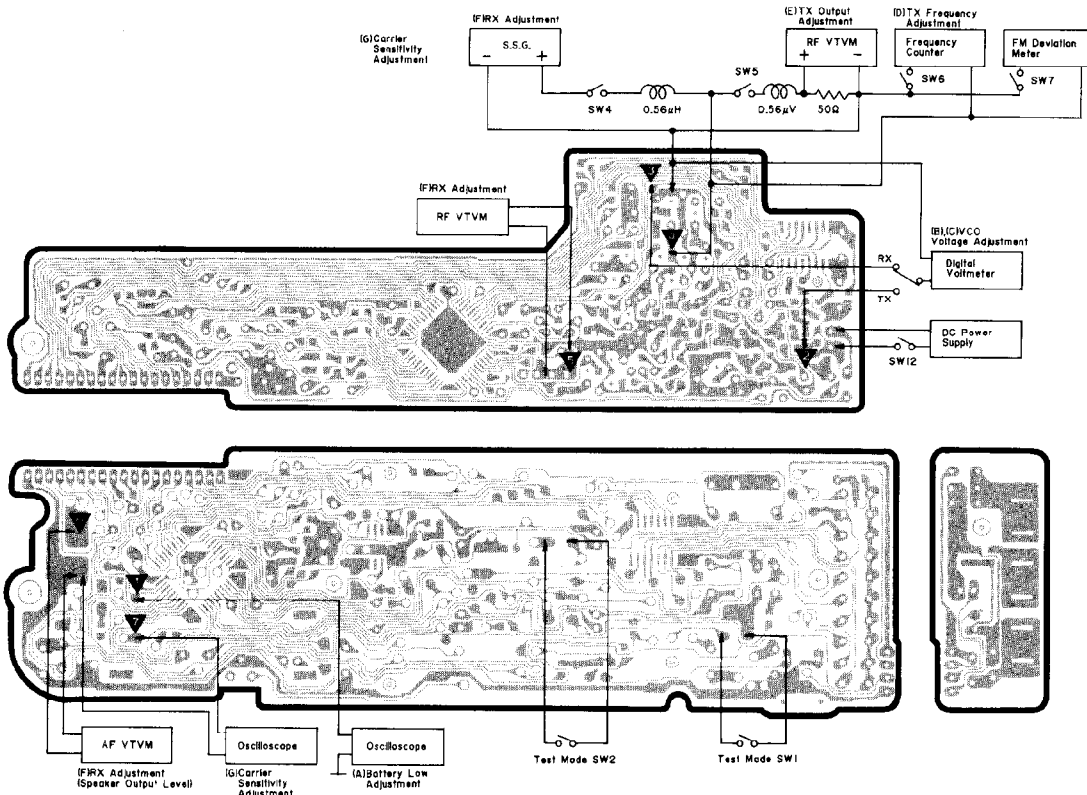 (F)RX Adjustment
(G)Carrier
Sensitivity
Adjustment
S.S.G.
- +
(E)TX Output
Adjustment
RF VTVM
+ -
(D)TX Frequency
Adjustment
Frequency
Counter
FM Deviation
Meter
SW4
0.56μH
SW5
0.56μV
50Ω
SW6
SW7
(F)RX Adjustment
RF VTVM
3
(B),(C)VCO
Voltage Adjustment
RX
Digital
Voltmeter
TX
2
DC Power
Supply
SW12
7
AF VTVM
(F)RX Adjustment
(Speaker Output Level)
Oscilloscope
(G)Carrier
Sensitivity
Adjustment
Oscilloscope
(A)Battery Low
Adjustment
Test Mode SW2
Test Mode SW1